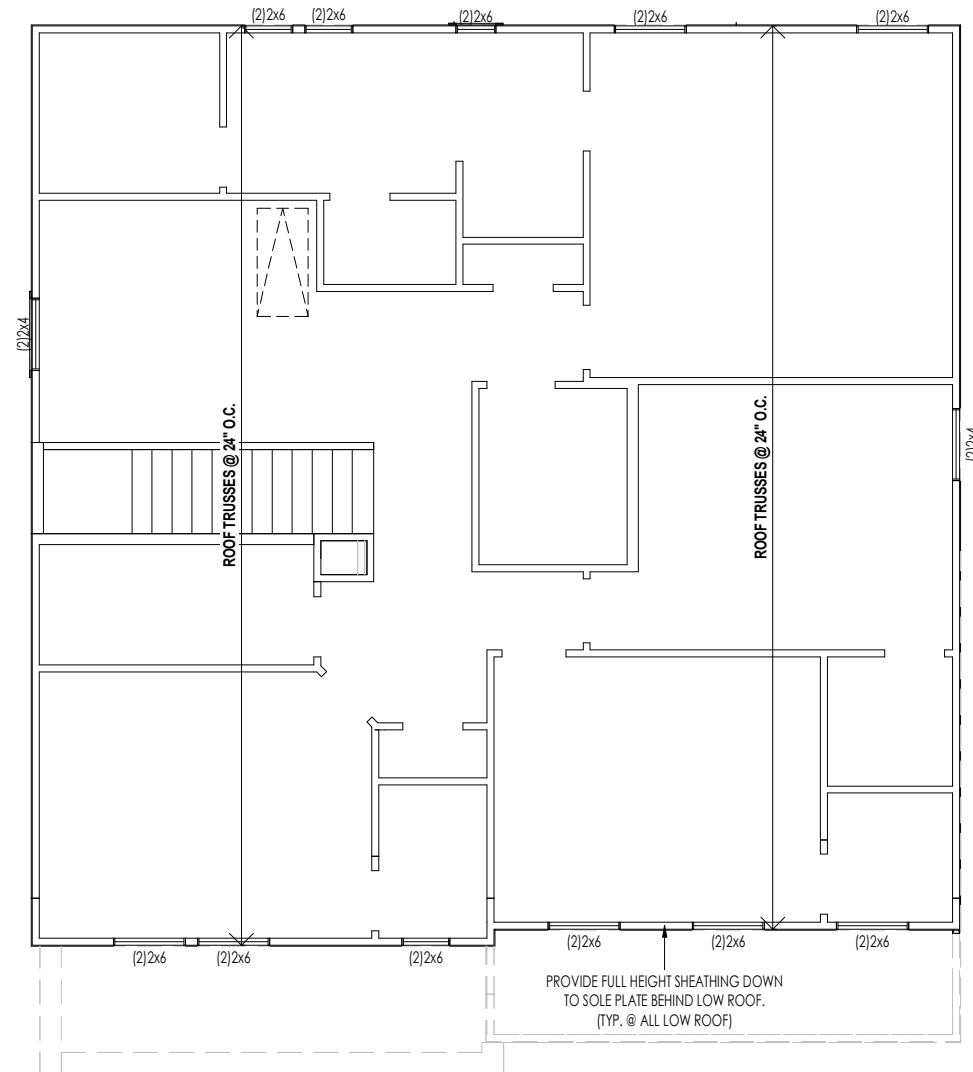 (2)2x6
(2)2x6
(2)2x6
(2)2x6
(2)2x6
(2)2x4
ROOF TRUSSES @ 24" O.C.
ROOF TRUSSES @ 24" O.C.
(2)2x4
(2)2x6
(2)2x6
(2)2x6
(2)2x6
(2)2x6
(2)2x6
PROVIDE FULL HEIGHT SHEATHING DOWN
TO SOLE PLATE BEHIND LOW ROOF.
(TYP. @ ALL LOW ROOF)